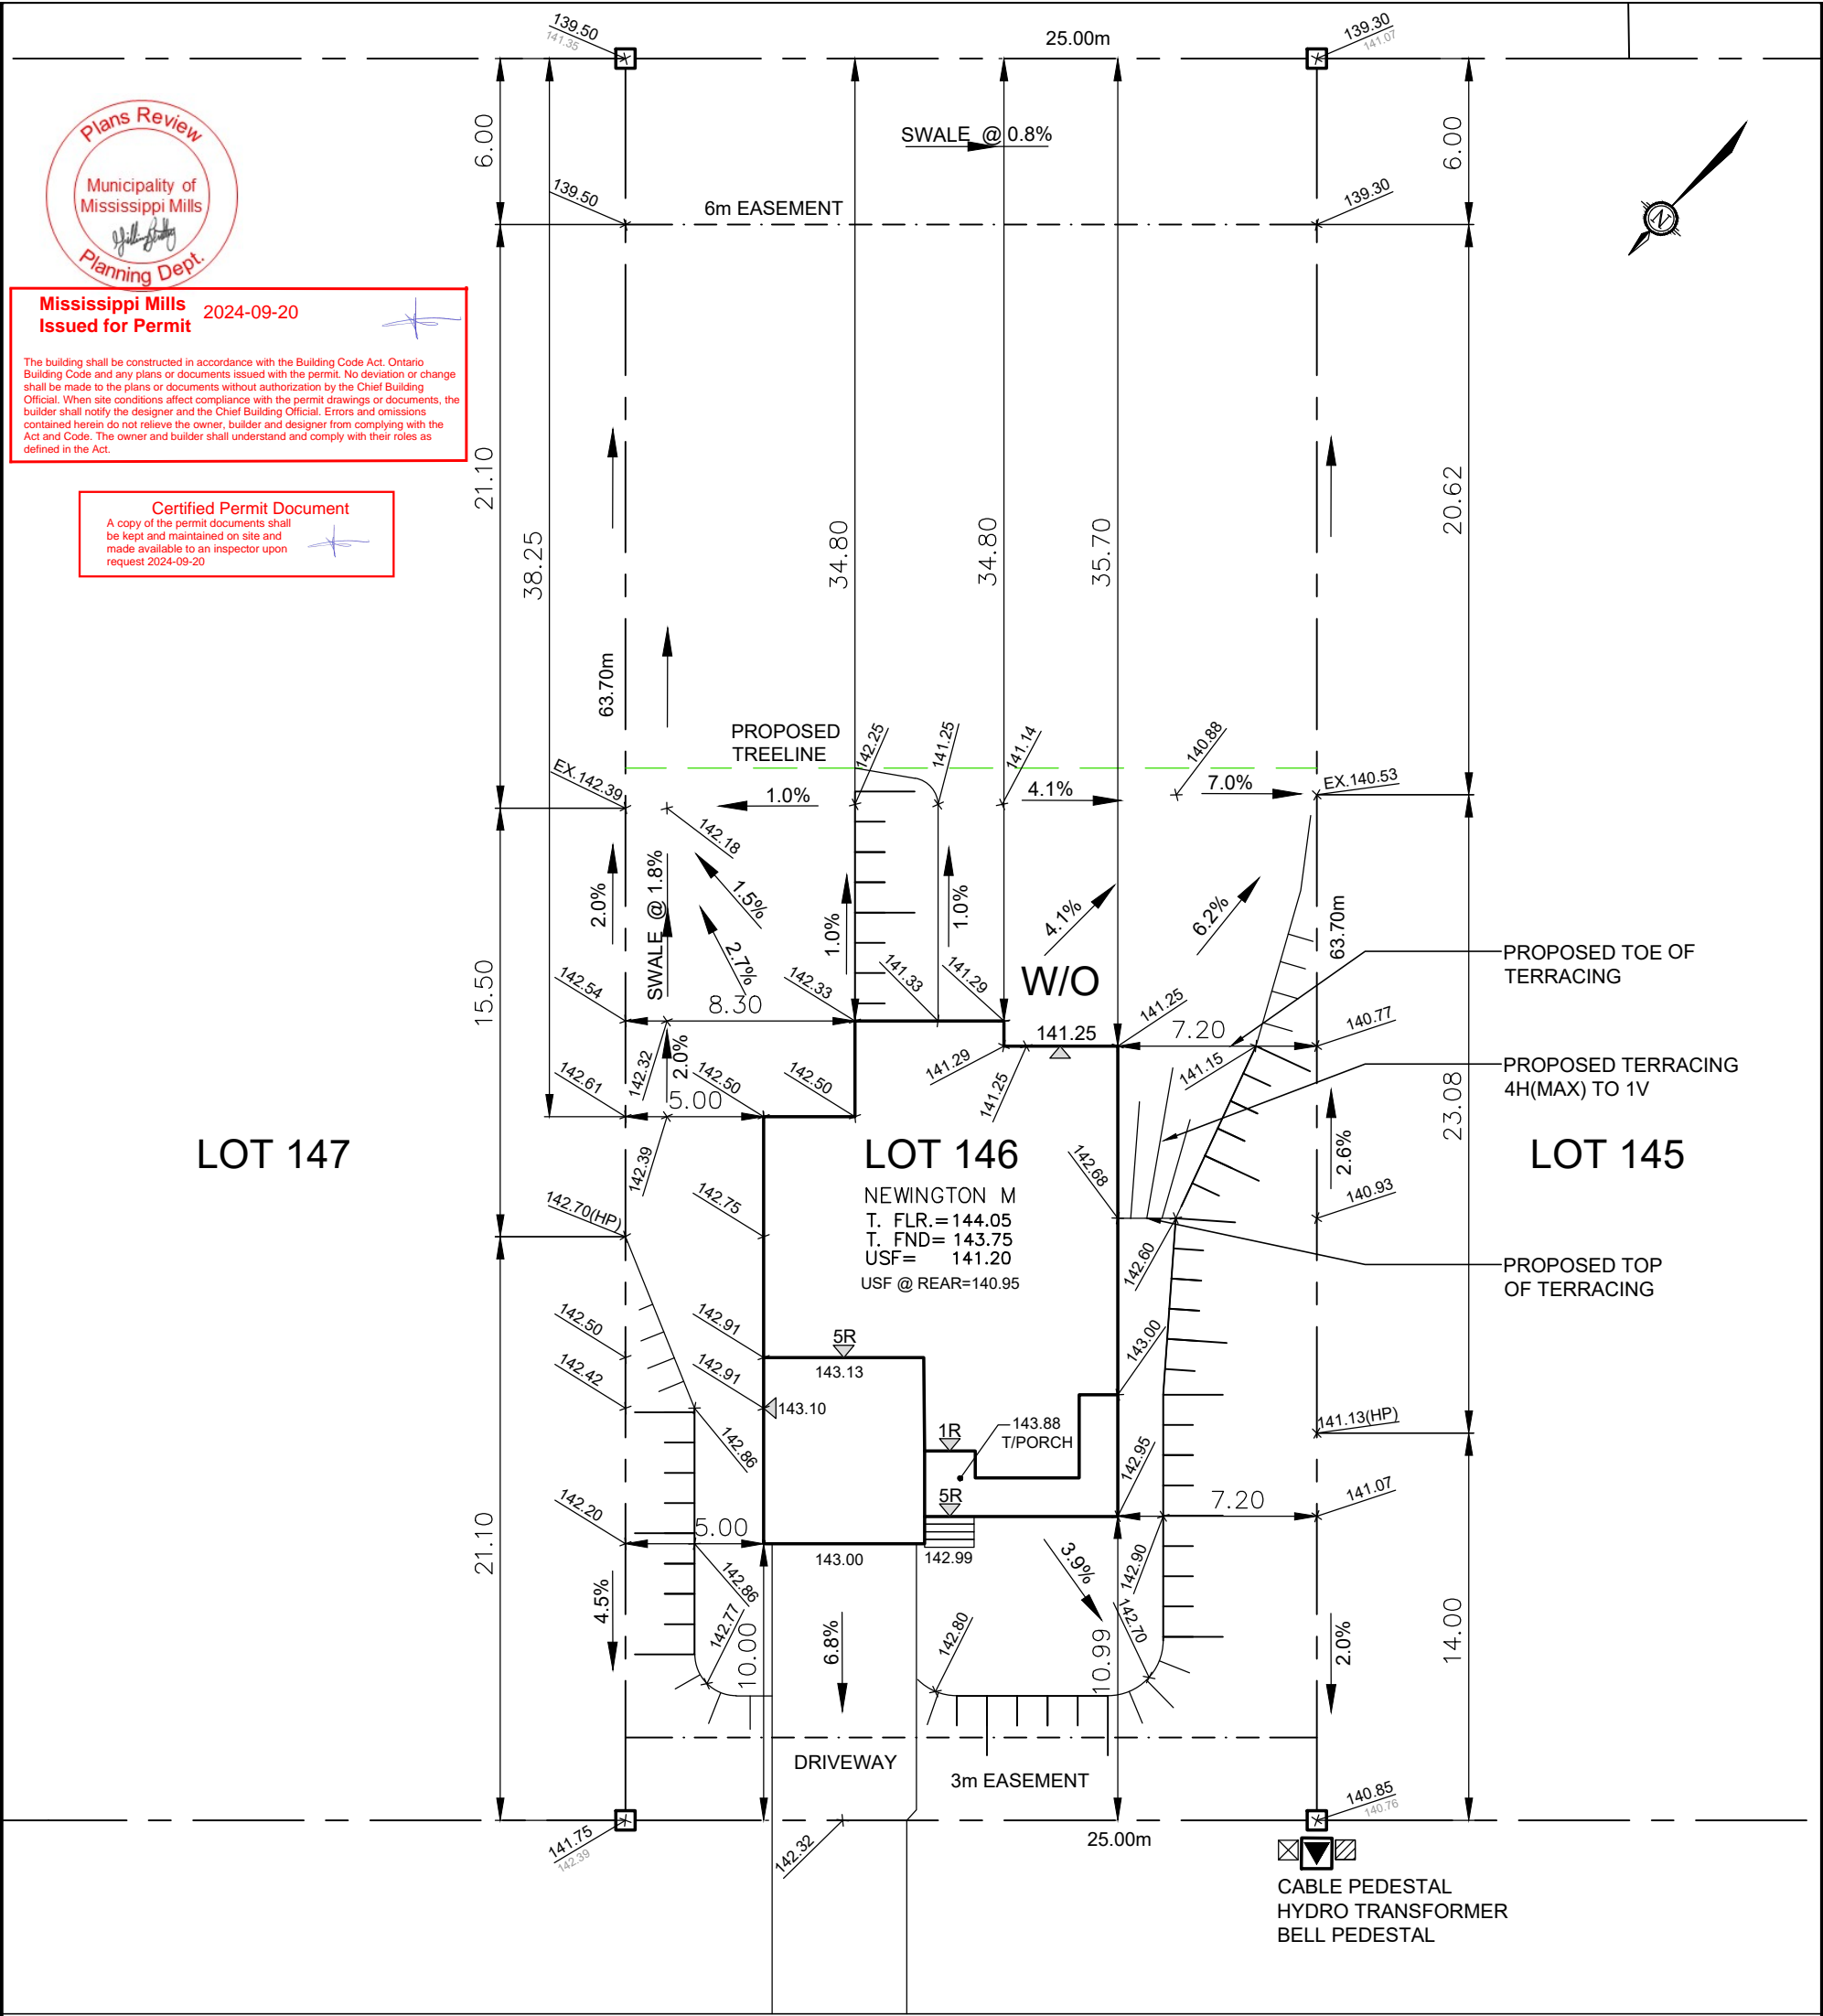 139.50
141.35
25.00m
139.30
141.07
Plans Review
Municipality of
Mississippi Mills
Planning Dept.
6.00
SWALE @ 0.8%
6.00
139.50
6m EASEMENT
139.30
N
Mississippi Mills
Issued for Permit
2024-09-20
The building shall be constructed in accordance with the Building Code Act. Ontario
Building Code and any plans or documents issued with the permit. No deviation or change
shall be made to the plans or documents without authorization by the Chief Building
Official. When site conditions affect compliance with the permit drawings or documents, the
builder shall notify the designer and the Chief Building Official. Errors and omissions
contained herein do not relieve the owner, builder and designer from complying with the
Act and Code. The owner and builder shall understand and comply with their roles as
defined in the Act.
Certified Permit Document
A copy of the permit documents shall
be kept and maintained on site and
made available to an inspector upon
request 2024-09-20
21.10
38.25
34.80
34.80
35.70
20.62
63.70m
PROPOSED
TREELINE
142.25
141.25
141.14
140.88
EX.142.39
1.0%
4.1%
7.0%
EX.140.53
142.18
2.0%
SWALE @ 1.8%
1.5%
2.7%
1.0%
1.0%
4.1%
6.2%
63.70m
PROPOSED TOE OF
TERRACING
15.50
142.54
8.30
142.33
141.33
141.29
W/O
141.25
141.25
7.20
140.77
142.61
142.32
2.0%
142.50
142.50
141.29
141.25
141.15
PROPOSED TERRACING
4H(MAX) TO 1V
5.00
23.08
LOT 147
LOT 146
LOT 145
142.39
142.68
2.6%
142.70(HP)
142.75
NEWINGTON M
T. FLR.= 144.05
T. FND= 143.75
USF= 141.20
USF @ REAR=140.95
140.93
142.60
PROPOSED TOP
OF TERRACING
142.50
142.91
5R
143.00
142.42
142.91
143.13
143.10
141.13(HP)
142.86
1R
143.88
T/PORCH
142.95
142.20
5R
7.20
141.07
21.10
5.00
143.00
142.99
3.9%
142.90
142.86
4.5%
142.77
10.00
6.8%
142.80
10.99
142.70
2.0%
14.00
DRIVEWAY
3m EASEMENT
140.85
140.76
141.75
142.39
142.32
25.00m
CABLE PEDESTAL
HYDRO TRANSFORMER
BELL PEDESTAL